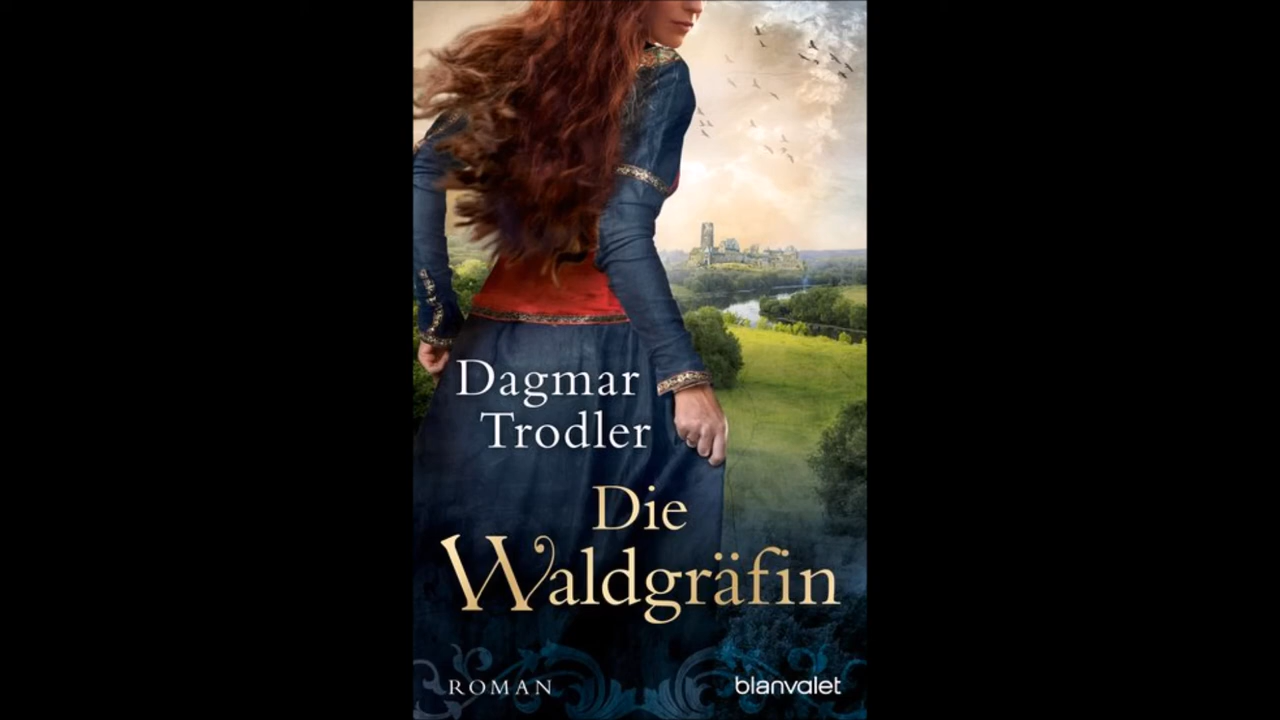 Dagmar
Trodler
Die
Waldgräfin
ROMAN
blanvalet